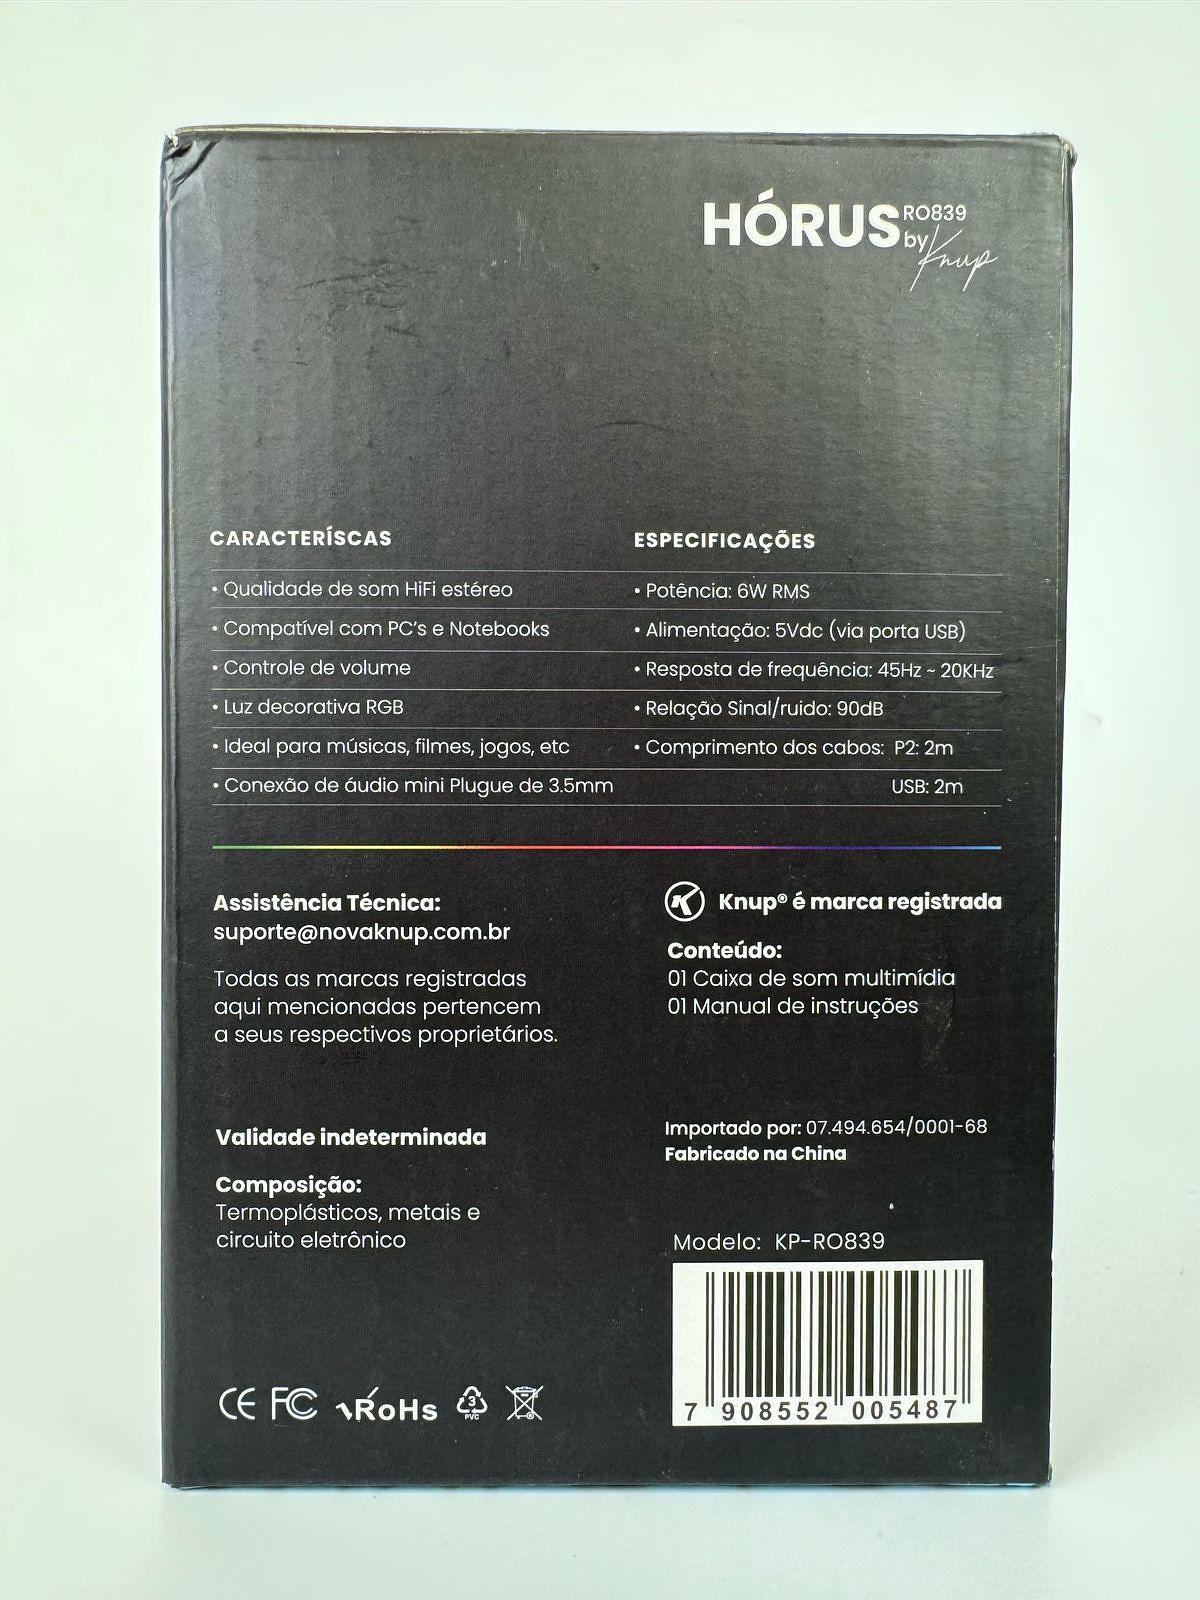 HÓRUS RO839
by Knup
CARACTERÍSCAS
• Qualidade de som HiFi estéreo
• Compatível com PC's e Notebooks
• Controle de volume
• Luz decorativa RGB
• Ideal para músicas, filmes, jogos, etc
• Conexão de áudio mini Plugue de 3.5mm
ESPECIFICAÇÕES
• Potência: 6W RMS
• Alimentação: 5Vdc (via porta USB)
• Resposta de frequência: 45Hz ~ 20KHz
• Relação Sinal/ruido: 90dB
• Comprimento dos cabos: P2: 2m
USB: 2m
Assistência Técnica:
suporte@novaknup.com.br
Todas as marcas registradas
aqui mencionadas pertencem
a seus respectivos proprietários.
Knup® é marca registrada
Conteúdo:
01 Caixa de som multimídia
01 Manual de instruções
Validade indeterminada
Composição:
Termoplásticos, metais e
circuito eletrônico
Importado por: 07.494.654/0001-68
Fabricado na China
Modelo: KP-RO839
7 908552 005487
CE FC RoHs 3 PVC